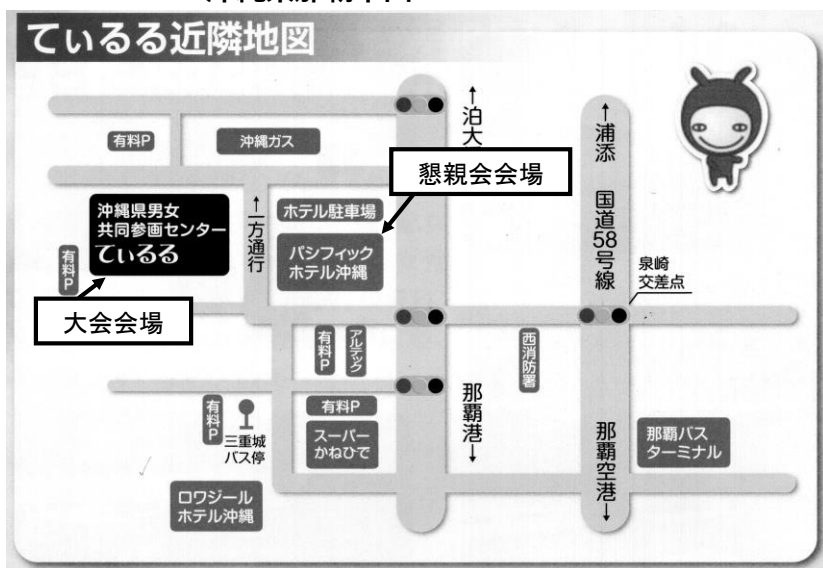 ているる近隣地図
有料P
沖縄ガス
↑泊大
↑浦添
国道58号線
懇親会会場
沖縄県男女
共同参画センター
ているる
↑一方通行
ホテル駐車場
パシフィック
ホテル沖縄
有料P
大会会場
泉崎
交差点
有料P
アルテック
西消防署
有料P
三重城
バス停
有料P
スーパー
かねひで
那覇港↓
那覇空港↓
那覇バス
ターミナル
ロワジール
ホテル沖縄